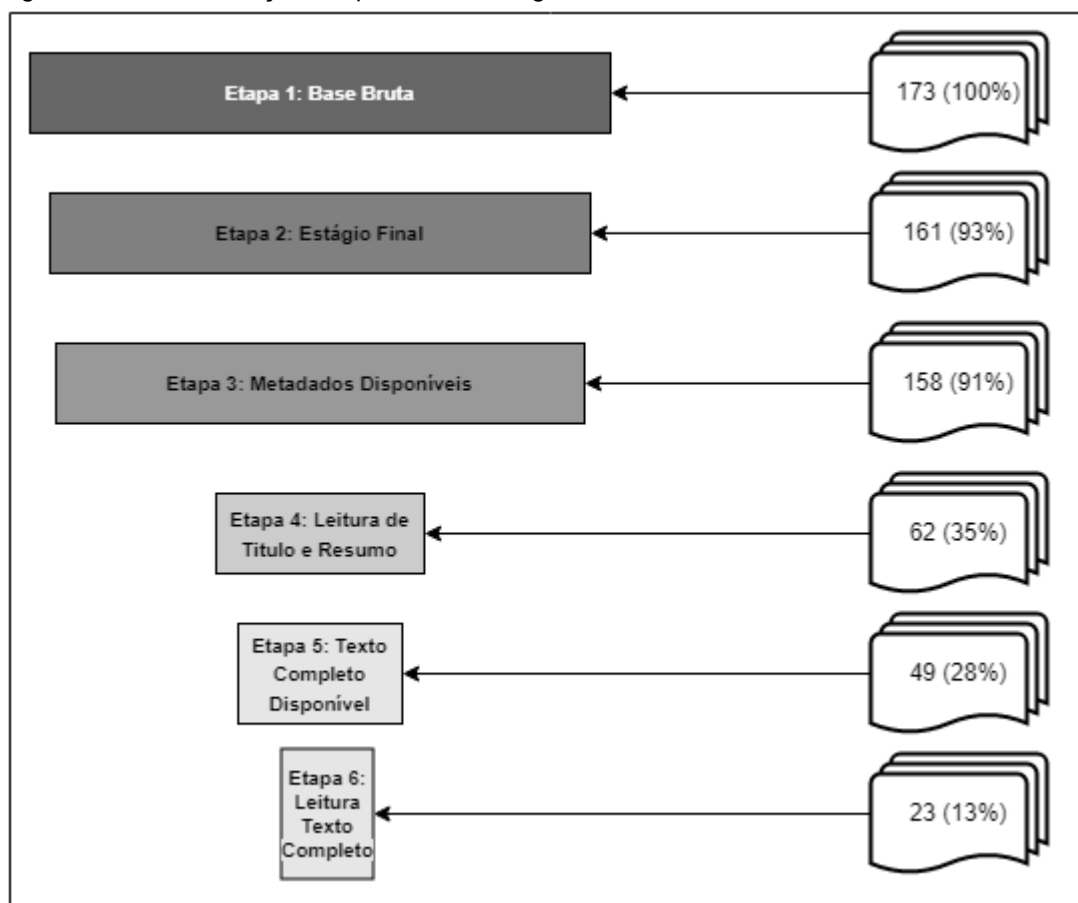 Etapa 1: Base Bruta
173 (100%)
Etapa 2: Estágio Final
161 (93%)
Etapa 3: Metadados Disponíveis
158 (91%)
Etapa 4: Leitura de
Titulo e Resumo
62 (35%)
Etapa 5: Texto
Completo
Disponível
49 (28%)
Etapa 6:
Leitura
Texto
Completo
23 (13%)